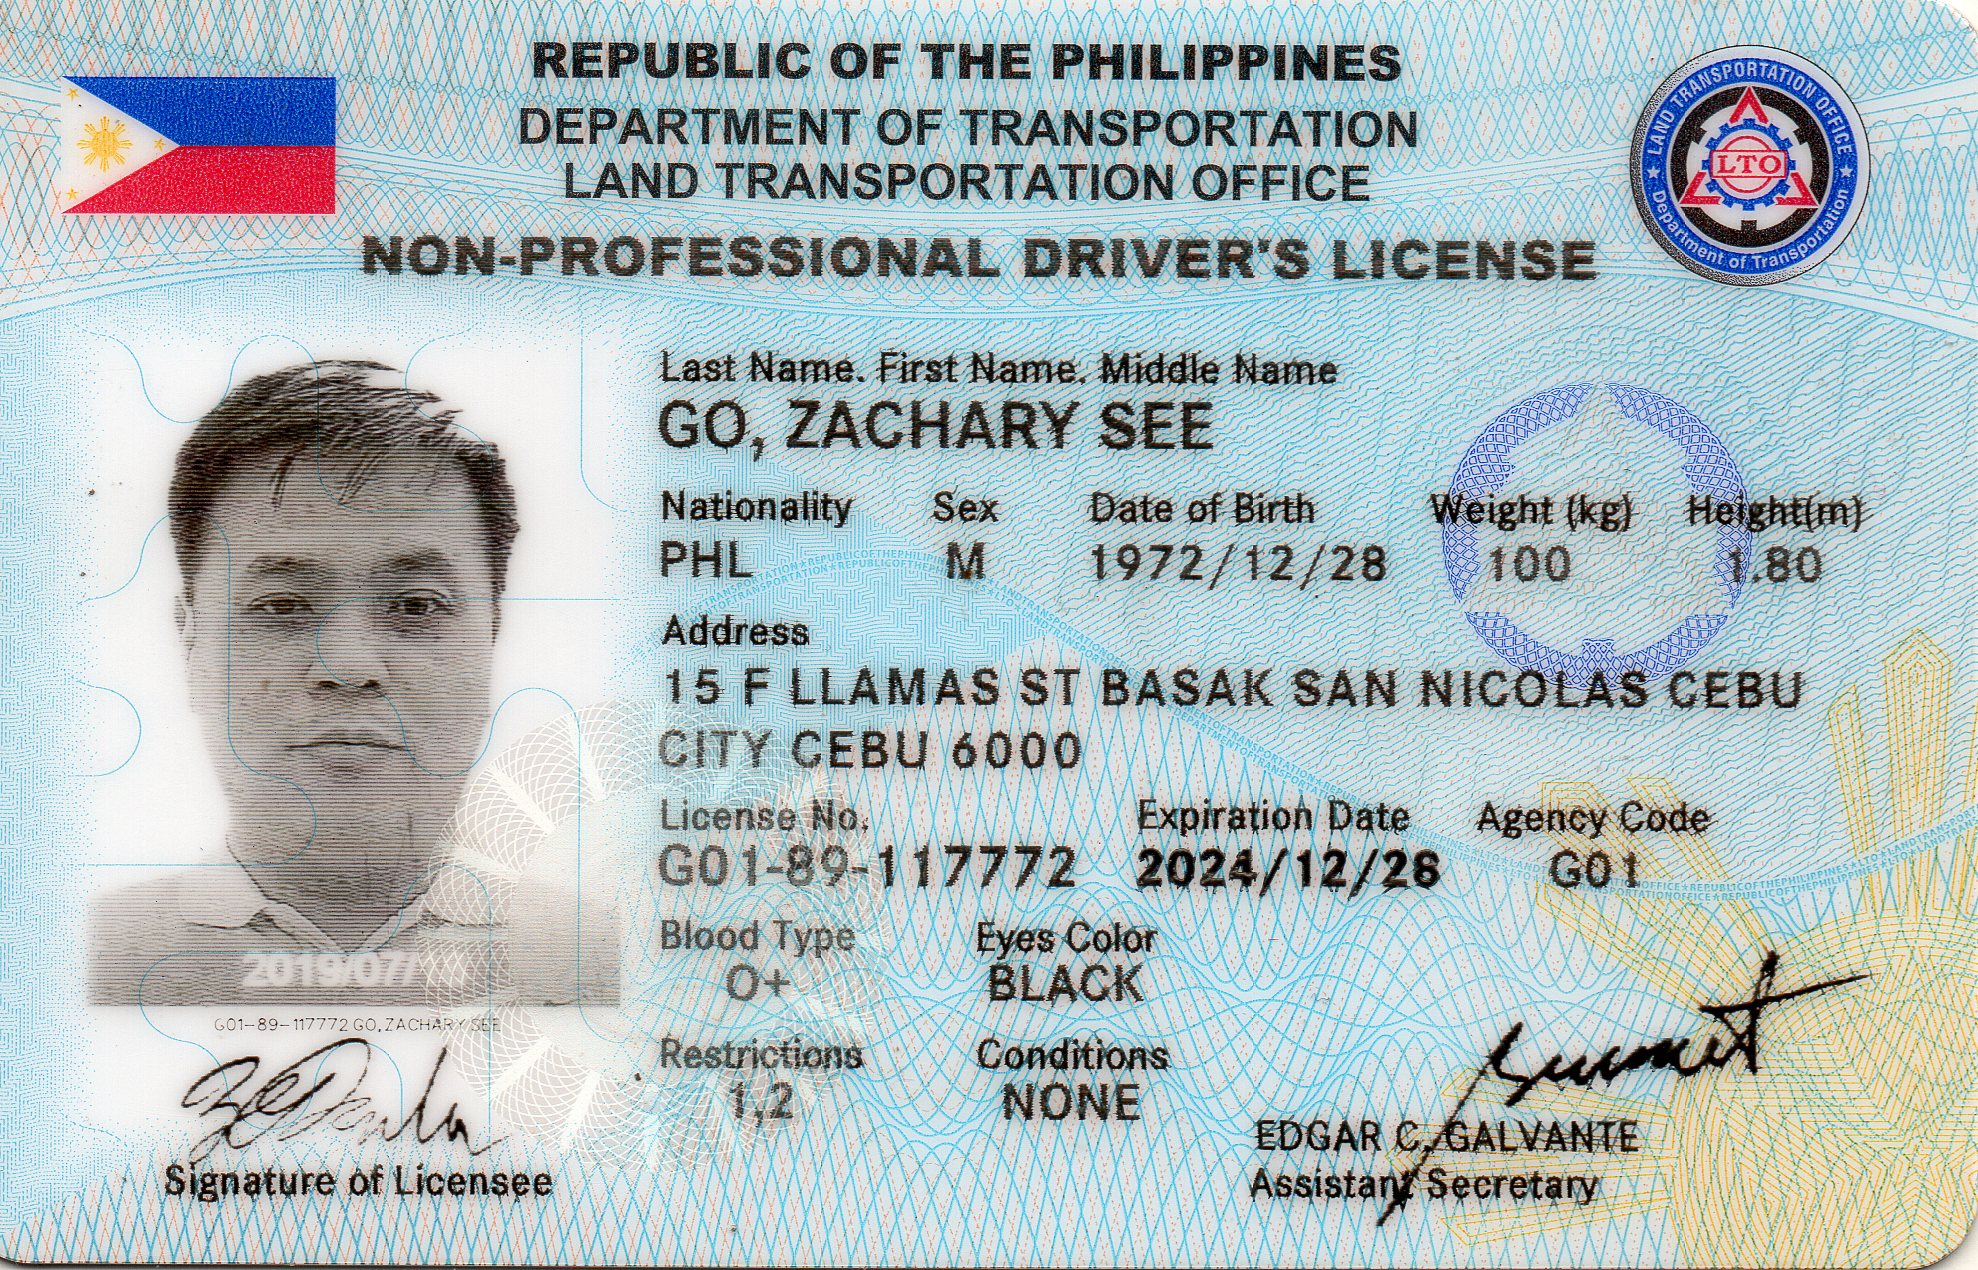 REPUBLIC OF THE PHILIPPINES
DEPARTMENT OF TRANSPORTATION
LAND TRANSPORTATION OFFICE
LAND TRANSPORTATION OFFICE
LTO
Department of Transportation
NON-PROFESSIONAL DRIVER'S LICENSE
Last Name. First Name. Middle Name
GO, ZACHARY SEE
Nationality Sex Date of Birth Weight (kg) Height(m)
PHL M 1972/12/28 100 1.80
Address
15 F LLAMAS ST BASAK SAN NICOLAS CEBU
CITY CEBU 6000
License No. Expiration Date Agency Code
G01-89-117772 2024/12/28 G01
Blood Type Eyes Color
O+ BLACK
2019/07/
G01-89-117772 GO, ZACHARY SEE
Restrictions Conditions
1,2 NONE
EDGAR C. GALVANTE
Assistant Secretary
Signature of Licensee